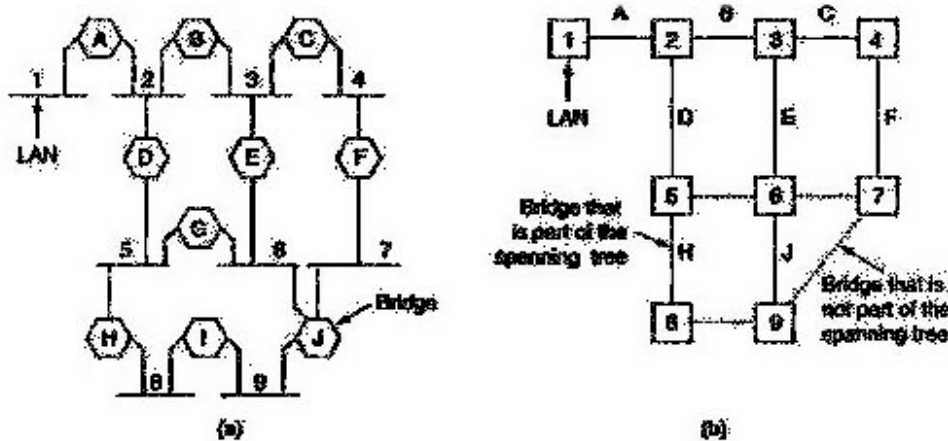 A B C
1 2 3 4
LAN
D E F
G
5 6 7
Bridge
H I J
8 9
(a)
A B C
1 2 3 4
LAN
D E F
5 6 7
Bridge that
is part of the
spanning tree
H J
Bridge that is
not part of the
spanning tree
8 9
(b)